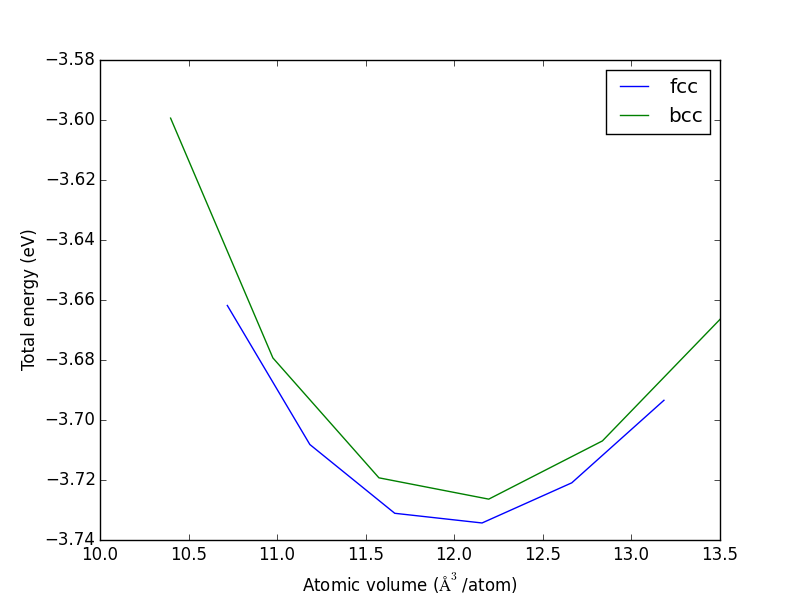 −3.58
−3.60
−3.62
−3.64
−3.66
−3.68
−3.70
−3.72
−3.74
Total energy (eV)
fcc
bcc
10.0 10.5 11.0 11.5 12.0 12.5 13.0 13.5
Atomic volume (Å³ /atom)